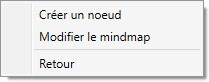 Créer un noeud
Modifier le mindmap
Retour